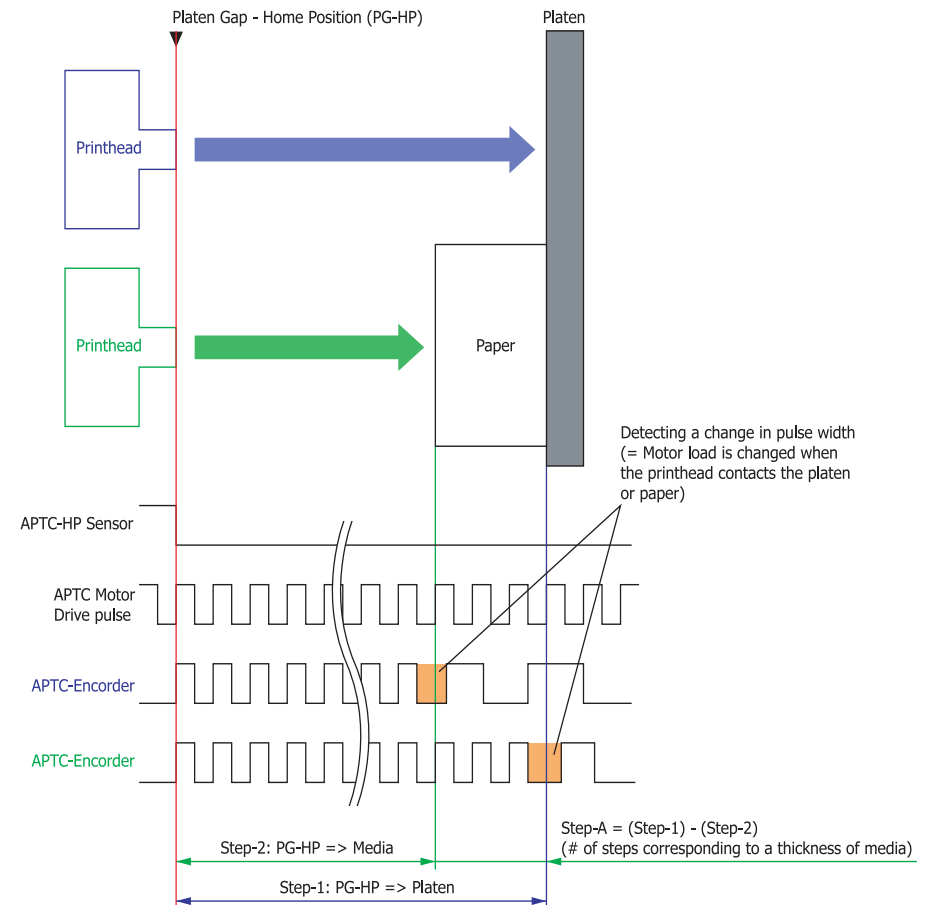 Platen Gap - Home Position (PG-HP)
Platen
Printhead
Printhead
Paper
Detecting a change in pulse width
(= Motor load is changed when
the printhead contacts the platen
or paper)
APTC-HP Sensor
APTC Motor
Drive pulse
APTC-Encorder
APTC-Encorder
Step-2: PG-HP => Media
Step-A = (Step-1) - (Step-2)
(# of steps corresponding to a thickness of media)
Step-1: PG-HP => Platen